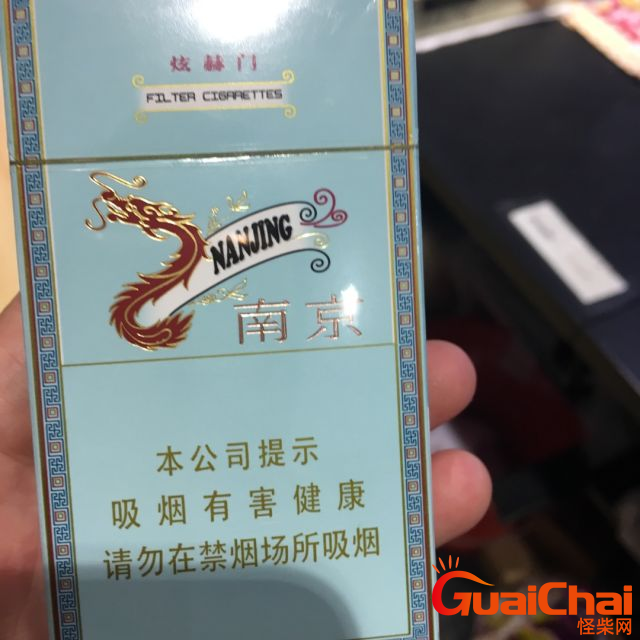 炫赫门
FILTER CIGARETTES
NANJING
南京
本公司提示
吸烟有害健康
请勿在禁烟场所吸烟
GuaiChai
怪柴网